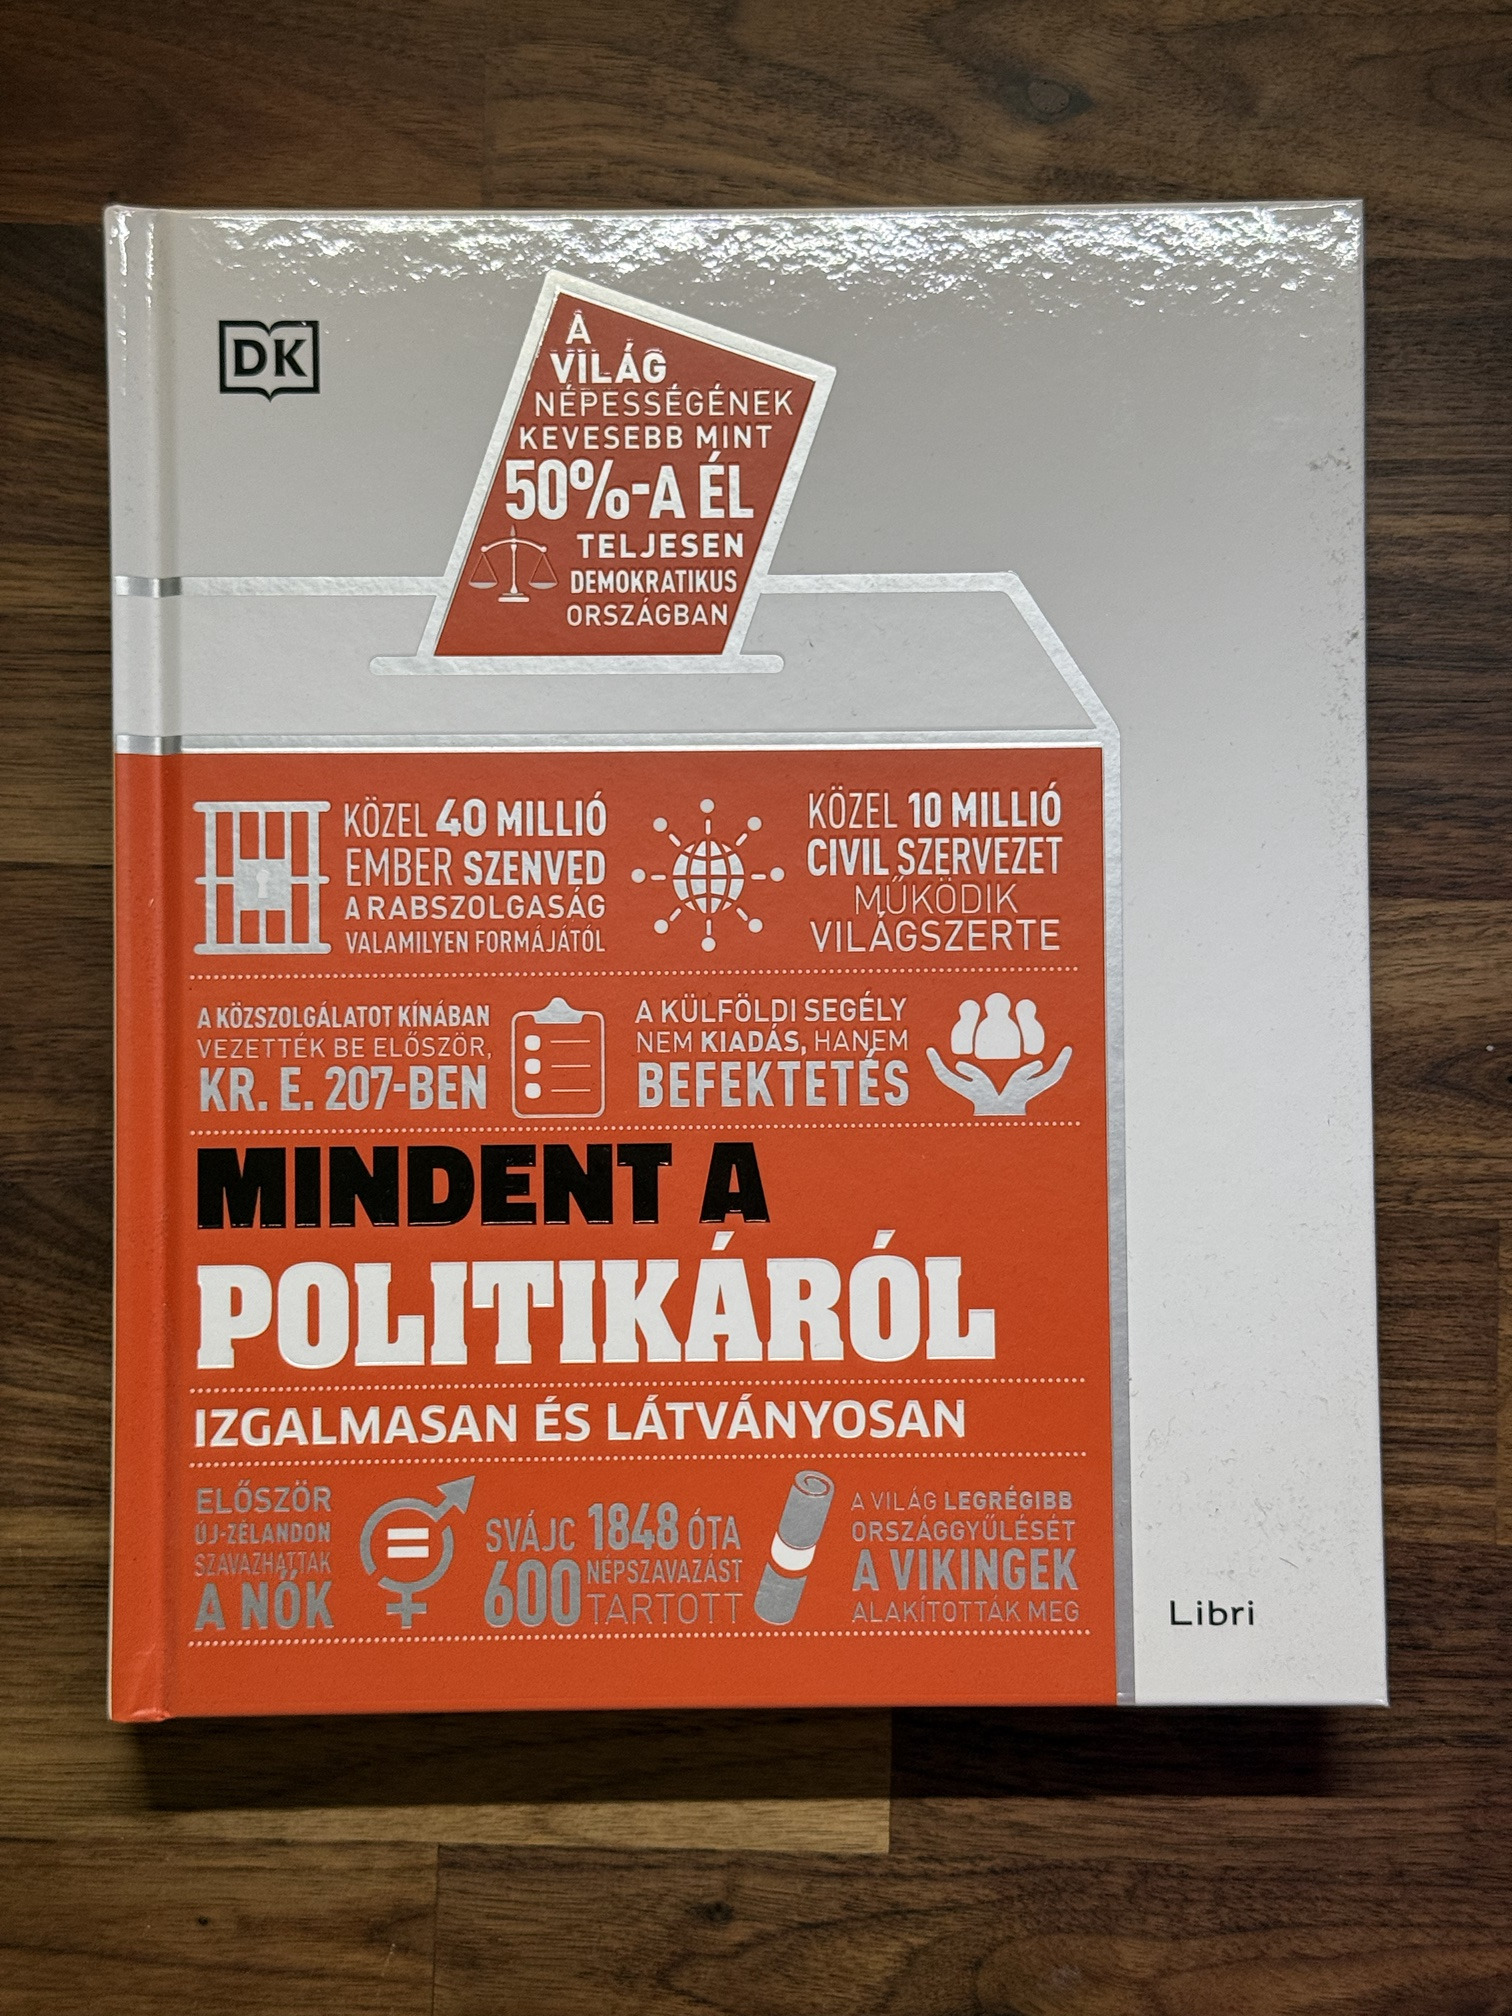 DK
A
VILÁG
NÉPESSÉGÉNEK
KEVESEBB MINT
50%-A ÉL
TELJESEN
DEMOKRATIKUS
ORSZÁGBAN
KÖZEL 40 MILLIÓ
EMBER SZENVED
A RABSZOLGASÁG
VALAMILYEN FORMÁJÁTÓL
KÖZEL 10 MILLIÓ
CIVIL SZERVEZET
MŰKÖDIK
VILÁGSZERTE
A KÖZSZOLGÁLATOT KÍNÁBAN
VEZETTÉK BE ELŐSZÖR,
KR. E. 207-BEN
A KÜLFÖLDI SEGÉLY
NEM KIADÁS, HANEM
BEFEKTETÉS
MINDENT A
POLITIKÁRÓL
IZGALMASAN ÉS LÁTVÁNYOSAN
ELŐSZÖR
ÚJ-ZÉLANDON
SZAVAZHATTAK
A NŐK
SVÁJC 1848 ÓTA
600 NÉPSZAVAZÁST
TARTOTT
A VILÁG LEGRÉGIBB
ORSZÁGGYŰLÉSÉT
A VIKINGEK
ALAKÍTOTTÁK MEG
Libri